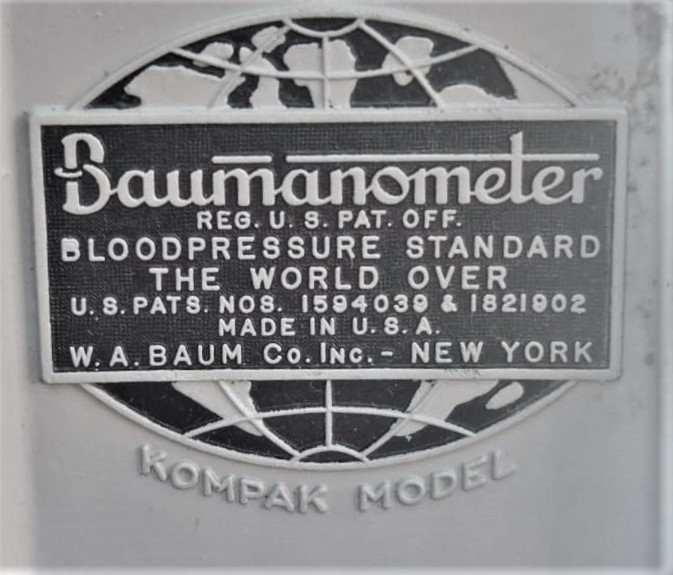 Baumanometer
REG. U. S. PAT. OFF.
BLOODPRESSURE STANDARD
THE WORLD OVER
U. S. PATS. NOS. 1594039 & 1821902
MADE IN U. S. A.
W. A. BAUM Co. Inc. - NEW YORK
KOMPAK MODEL